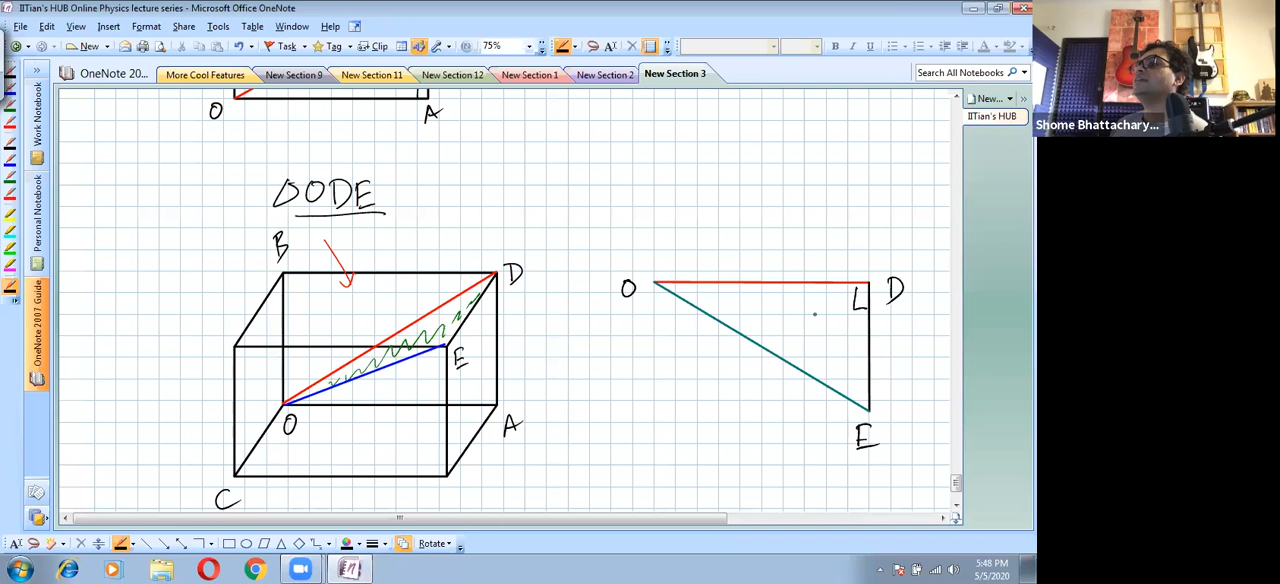 IITian's HUB Online Physics lecture series - Microsoft Office OneNote
File Edit View Insert Format Share Tools Table Window Help
New Task Tag Clip 75% B I U A
OneNote 20... More Cool Features New Section 9 New Section 11 New Section 12 New Section 1 New Section 2 New Section 3 Search All Notebooks
New...
IITian's HUB
Work Notebook
Personal Notebook
OneNote 2007 Guide
Shome Bhattachary...
O A
△ODE
B
D
E
O
A
C
O
D
E
Rotate
5:48 PM
5/5/2020